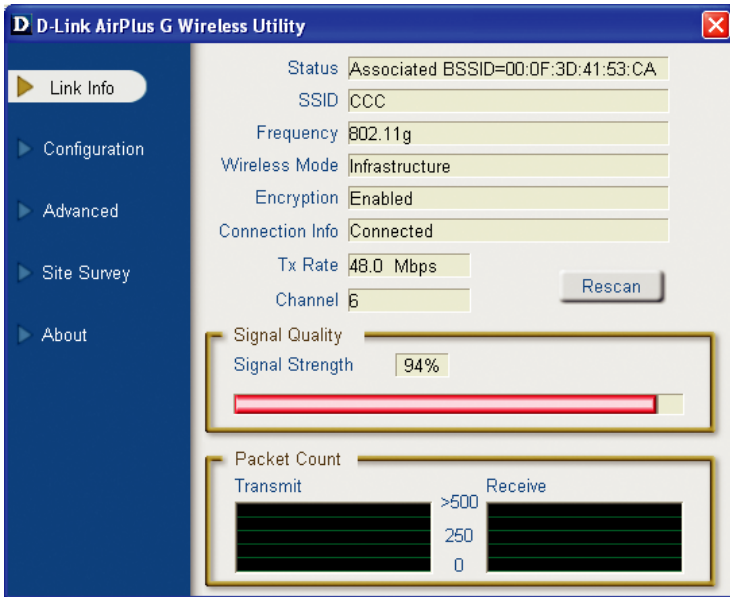 D D-Link AirPlus G Wireless Utility
Link Info
Configuration
Advanced
Site Survey
About
Status Associated BSSID=00:0F:3D:41:53:CA
SSID CCC
Frequency 802.11g
Wireless Mode Infrastructure
Encryption Enabled
Connection Info Connected
Tx Rate 48.0 Mbps
Channel 6
Rescan
Signal Quality
Signal Strength 94%
Packet Count
Transmit
Receive
>500
250
0